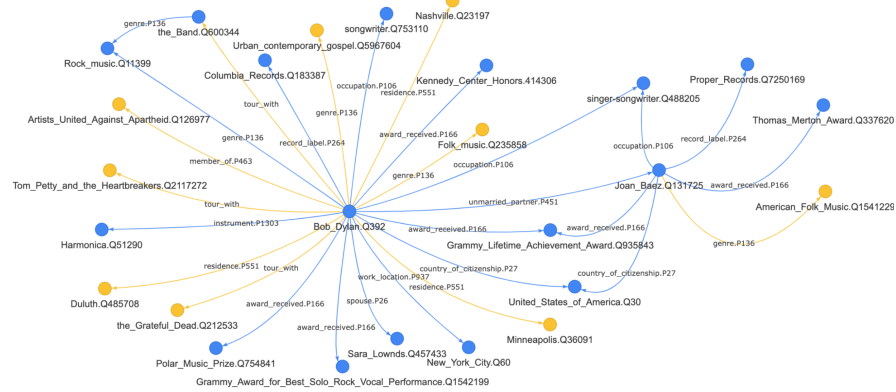 Nashville.Q23197
the_Band.Q600344
songwriter.Q753110
genre.P136
Urban_contemporary_gospel.Q5967604
Rock_music.Q11399
Columbia_Records.Q183387
Kennedy_Center_Honors.414306
Proper_Records.Q7250169
occupation.P106
residence.P551
singer-songwriter.Q488205
tour_with
genre.P136
Artists_United_Against_Apartheid.Q126977
Thomas_Merton_Award.Q337620
genre.P136
award_received.P166
Folk_music.Q235858
record_label.P264
record_label.P264
occupation.P106
member_of.P463
occupation.P106
genre.P136
Tom_Petty_and_the_Heartbreakers.Q2117272
Joan_Baez.Q131725
award_received.P166
tour_with
unmarried_partner.P451
American_Folk_Music.Q1541229
instrument.P1303
Bob_Dylan.Q392
award_received.P166
award_received.P166
Harmonica.Q51290
Grammy_Lifetime_Achievement_Award.Q935843
genre.P136
residence.P551
tour_with
country_of_citizenship.P27
country_of_citizenship.P27
work_location.P937
residence.P551
Duluth.Q485708
spouse.P26
United_States_of_America.Q30
award_received.P166
the_Grateful_Dead.Q212533
award_received.P166
Minneapolis.Q36091
Polar_Music_Prize.Q754841
Sara_Lownds.Q457433
New_York_City.Q60
Grammy_Award_for_Best_Solo_Rock_Vocal_Performance.Q1542199